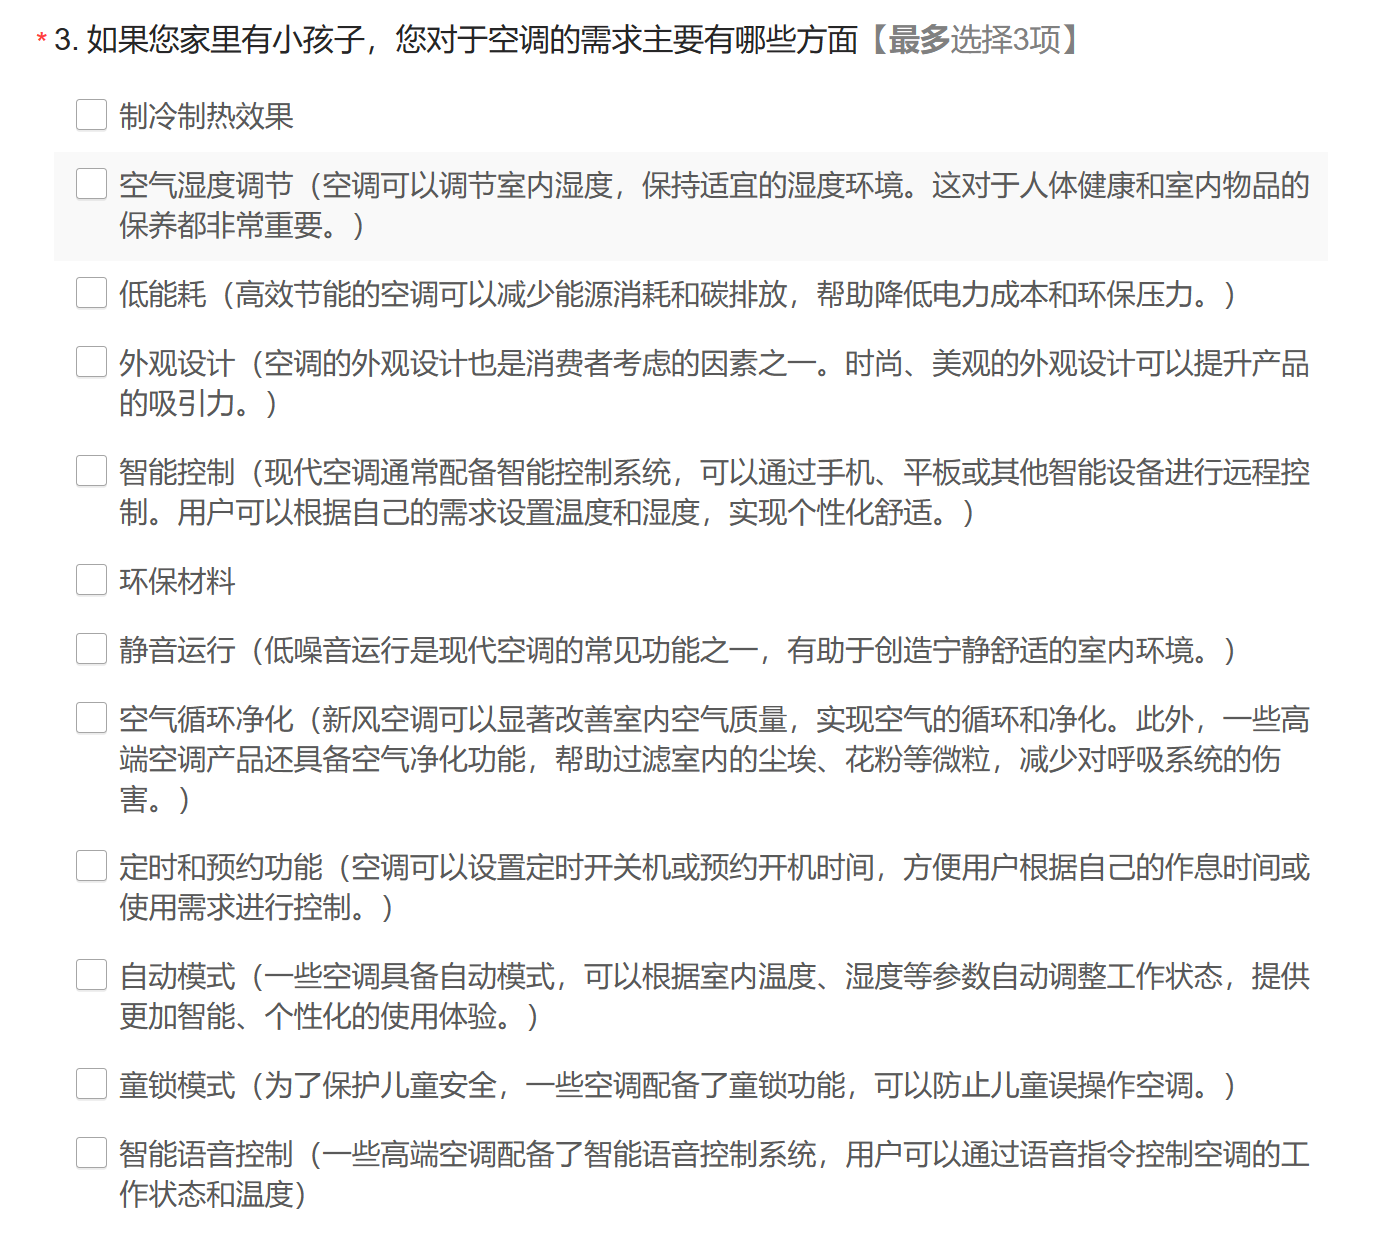 * 3. 如果您家里有小孩子，您对于空调的需求主要有哪些方面【最多选择3项】
制冷制热效果
空气湿度调节（空调可以调节室内湿度，保持适宜的湿度环境。这对于人体健康和室内物品的
保养都非常重要。）
低能耗（高效节能的空调可以减少能源消耗和碳排放，帮助降低电力成本和环保压力。）
外观设计（空调的外观设计也是消费者考虑的因素之一。时尚、美观的外观设计可以提升产品
的吸引力。）
智能控制（现代空调通常配备智能控制系统，可以通过手机、平板或其他智能设备进行远程控
制。用户可以根据自己的需求设置温度和湿度，实现个性化舒适。）
环保材料
静音运行（低噪音运行是现代空调的常见功能之一，有助于创造宁静舒适的室内环境。）
空气循环净化（新风空调可以显著改善室内空气质量，实现空气的循环和净化。此外，一些高
端空调产品还具备空气净化功能，帮助过滤室内的尘埃、花粉等微粒，减少对呼吸系统的伤
害。）
定时和预约功能（空调可以设置定时开关机或预约开机时间，方便用户根据自己的作息时间或
使用需求进行控制。）
自动模式（一些空调具备自动模式，可以根据室内温度、湿度等参数自动调整工作状态，提供
更加智能、个性化的使用体验。）
童锁模式（为了保护儿童安全，一些空调配备了童锁功能，可以防止儿童误操作空调。）
智能语音控制（一些高端空调配备了智能语音控制系统，用户可以通过语音指令控制空调的工
作状态和温度）